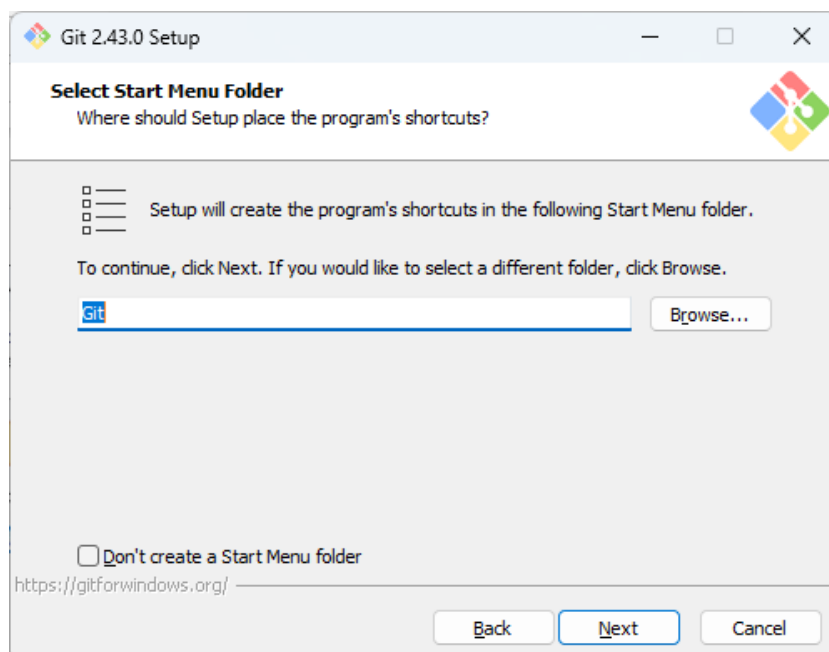 Git 2.43.0 Setup
Select Start Menu Folder
Where should Setup place the program's shortcuts?
Setup will create the program's shortcuts in the following Start Menu folder.
To continue, click Next. If you would like to select a different folder, click Browse.
Git
Browse...
Don't create a Start Menu folder
https://gitforwindows.org/
Back
Next
Cancel